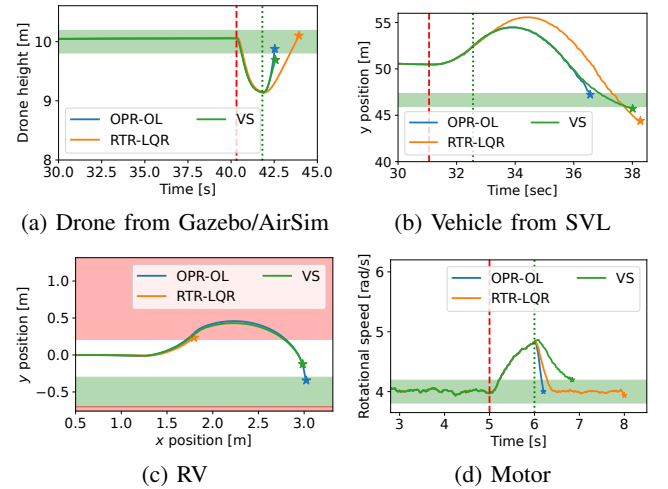 Drone height [m]
10
9
8
OPR-OL
VS
RTR-LQR
30.0 32.5 35.0 37.5 40.0 42.5 45.0
Time [s]
(a) Drone from Gazebo/AirSim
y position [m]
55
50
45
40
OPR-OL
VS
RTR-LQR
30 32 34 36 38
Time [sec]
(b) Vehicle from SVL
y position [m]
1.0
0.5
0.0
−0.5
OPR-OL
VS
RTR-LQR
0.5 1.0 1.5 2.0 2.5 3.0 3.5
x position [m]
(c) RV
Rotational speed [rad/s]
6
5
4
OPR-OL
VS
RTR-LQR
3 4 5 6 7 8
Time [s]
(d) Motor